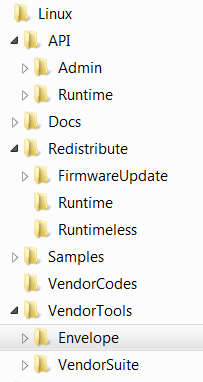 Linux
API
Admin
Runtime
Docs
Redistribute
FirmwareUpdate
Runtime
Runtimeless
Samples
VendorCodes
VendorTools
Envelope
VendorSuite